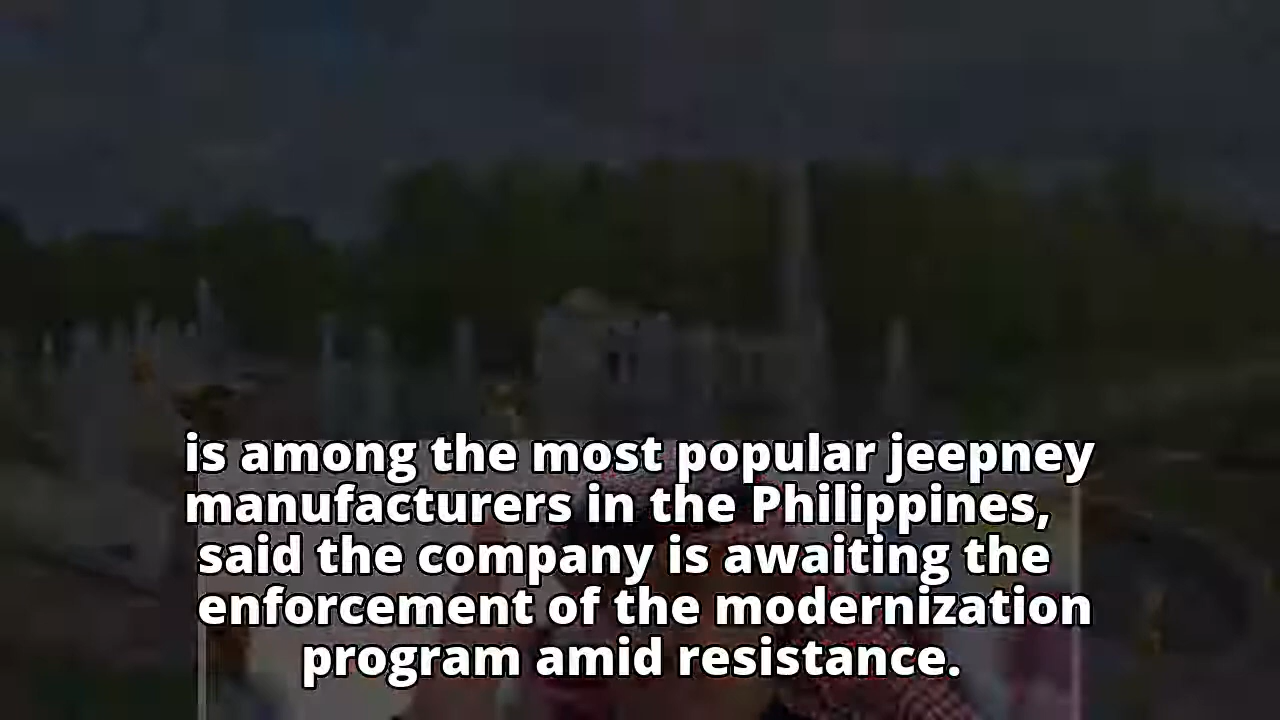 is among the most popular jeepney
manufacturers in the Philippines,
said the company is awaiting the
enforcement of the modernization
program amid resistance.